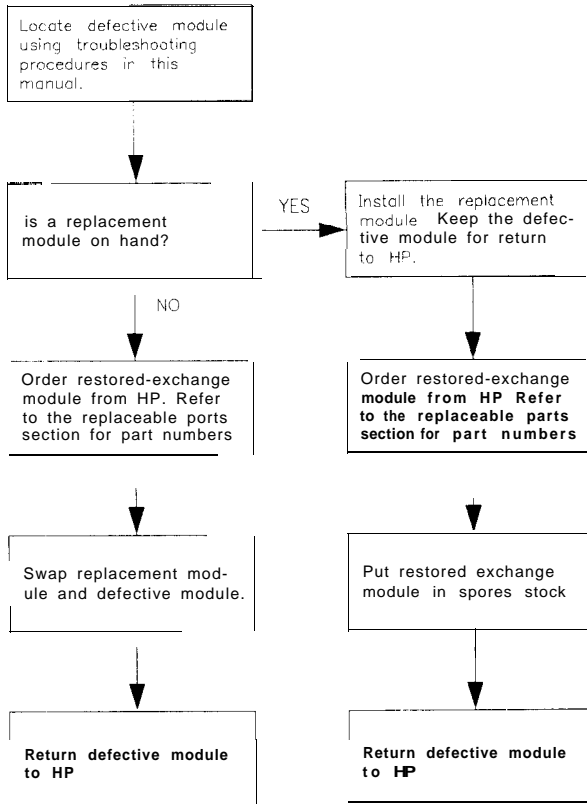 Locate defective module
using troubleshooting
procedures in this
manual.
is a replacement
module on hand?
YES
Install the replacement
module Keep the defec-
tive module for return
to HP.
NO
Order restored-exchange
module from HP. Refer
to the replaceable ports
section for part numbers
Order restored-exchange
module from HP Refer
to the replaceable parts
section for part numbers
Swap replacement mod-
ule and defective module.
Put restored exchange
module in spores stock
Return defective module
to HP
Return defective module
to HP